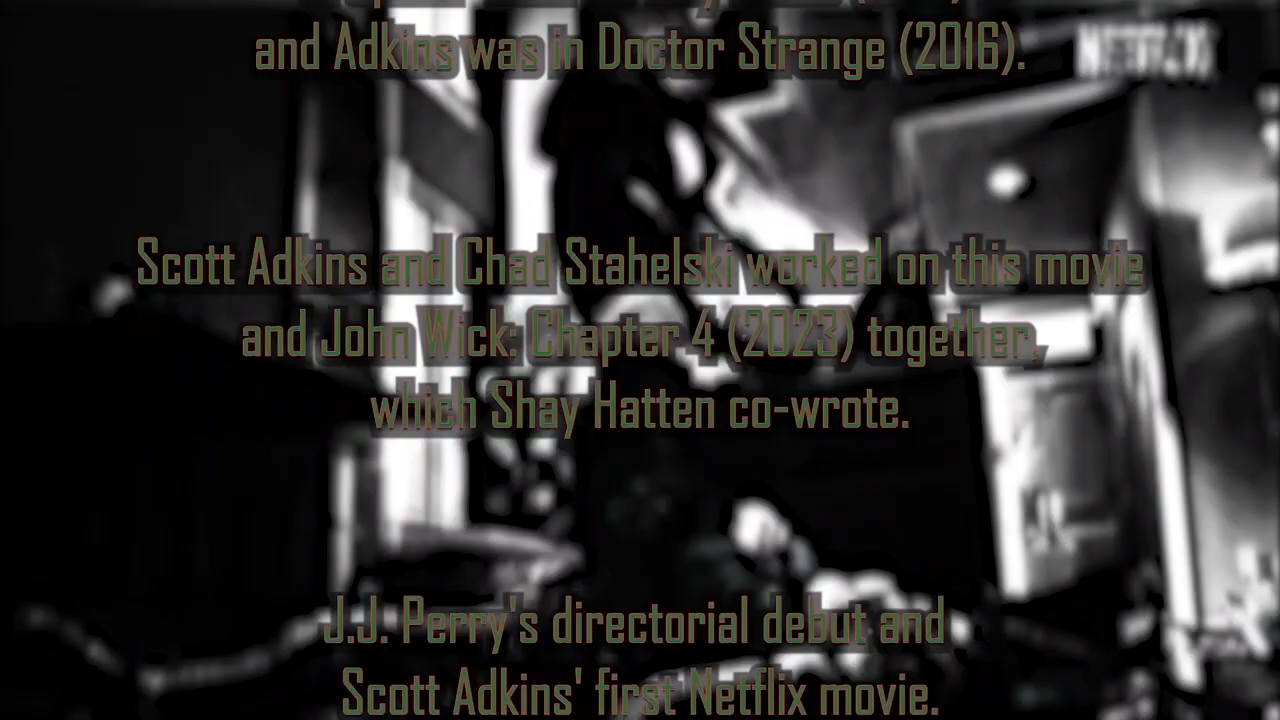 and Adkins was in Doctor Strange (2016).
NETFLIX
Scott Adkins and Chad Stahelski worked on this movie
and John Wick: Chapter 4 (2023) together,
which Shay Hatten co-wrote.
J.J. Perry's directorial debut and
Scott Adkins' first Netflix movie.